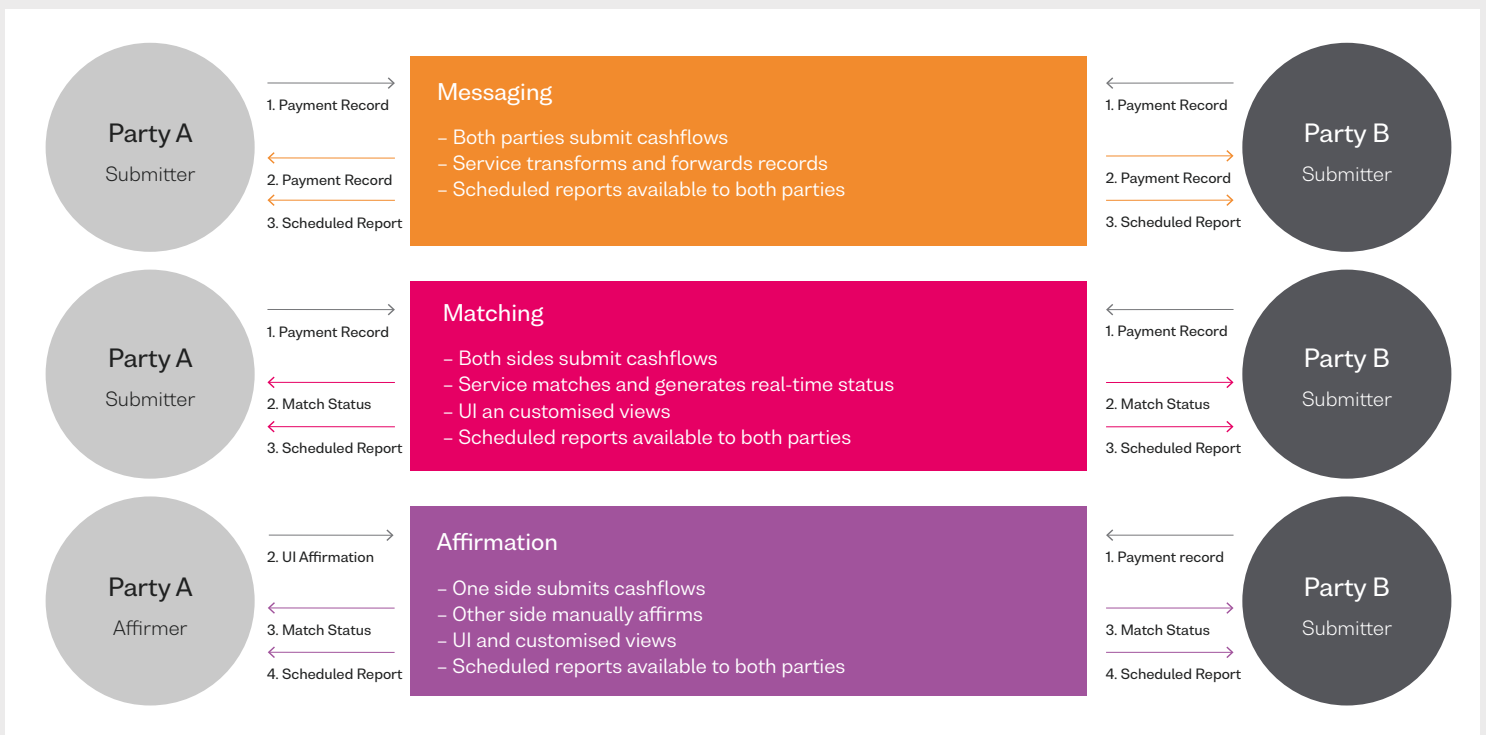 Party A
Submitter
1. Payment Record
2. Payment Record
3. Scheduled Report
Messaging
– Both parties submit cashflows
– Service transforms and forwards records
– Scheduled reports available to both parties
1. Payment Record
2. Payment Record
3. Scheduled Report
Party B
Submitter
Party A
Submitter
1. Payment Record
2. Match Status
3. Scheduled Report
Matching
– Both sides submit cashflows
– Service matches and generates real-time status
– UI an customised views
– Scheduled reports available to both parties
1. Payment Record
2. Match Status
3. Scheduled Report
Party B
Submitter
Party A
Affirmer
2. UI Affirmation
3. Match Status
4. Scheduled Report
Affirmation
– One side submits cashflows
– Other side manually affirms
– UI and customised views
– Scheduled reports available to both parties
1. Payment record
3. Match Status
4. Scheduled Report
Party B
Submitter